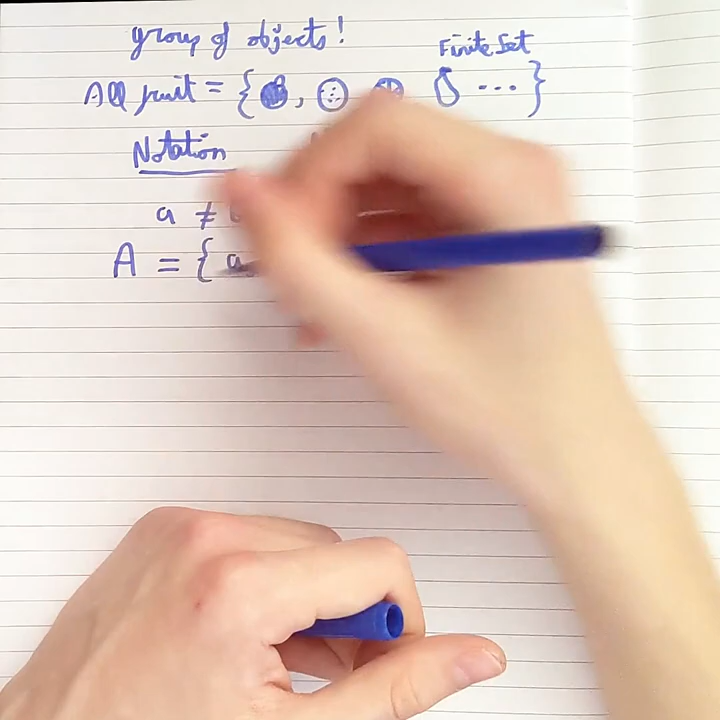 group of objects!
Finite Set
All fruit = { , ... }
Notation
a ≠
A = { a